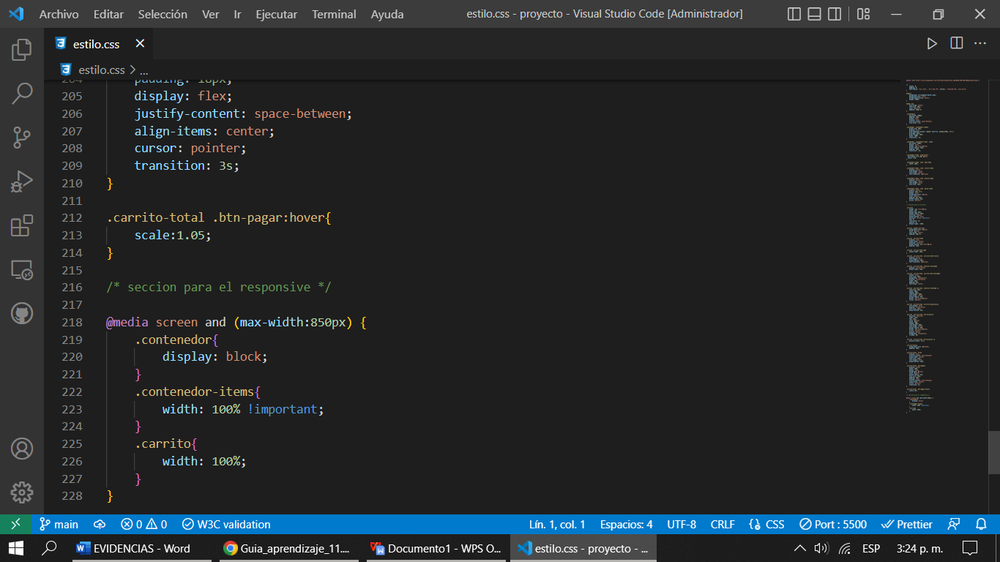 Archivo Editar Selección Ver Ir Ejecutar Terminal Ayuda estilo.css - proyecto - Visual Studio Code [Administrador]
estilo.css
estilo.css > ...
204 padding: 18px;
205 display: flex;
206 justify-content: space-between;
207 align-items: center;
208 cursor: pointer;
209 transition: 3s;
210 }
211
212 .carrito-total .btn-pagar:hover{
213 scale:1.05;
214 }
215
216 /* seccion para el responsive */
217
218 @media screen and (max-width:850px) {
219 .contenedor{
220 display: block;
221 }
222 .contenedor-items{
223 width: 100% !important;
224 }
225 .carrito{
226 width: 100%;
227 }
228 }
main 0 0 W3C validation Lín. 1, col. 1 Espacios: 4 UTF-8 CRLF CSS Port : 5500 Prettier
EVIDENCIAS - Word Guia_aprendizaje_11.... Documento1 - WPS O... estilo.css - proyecto - ... ESP 3:24 p. m.